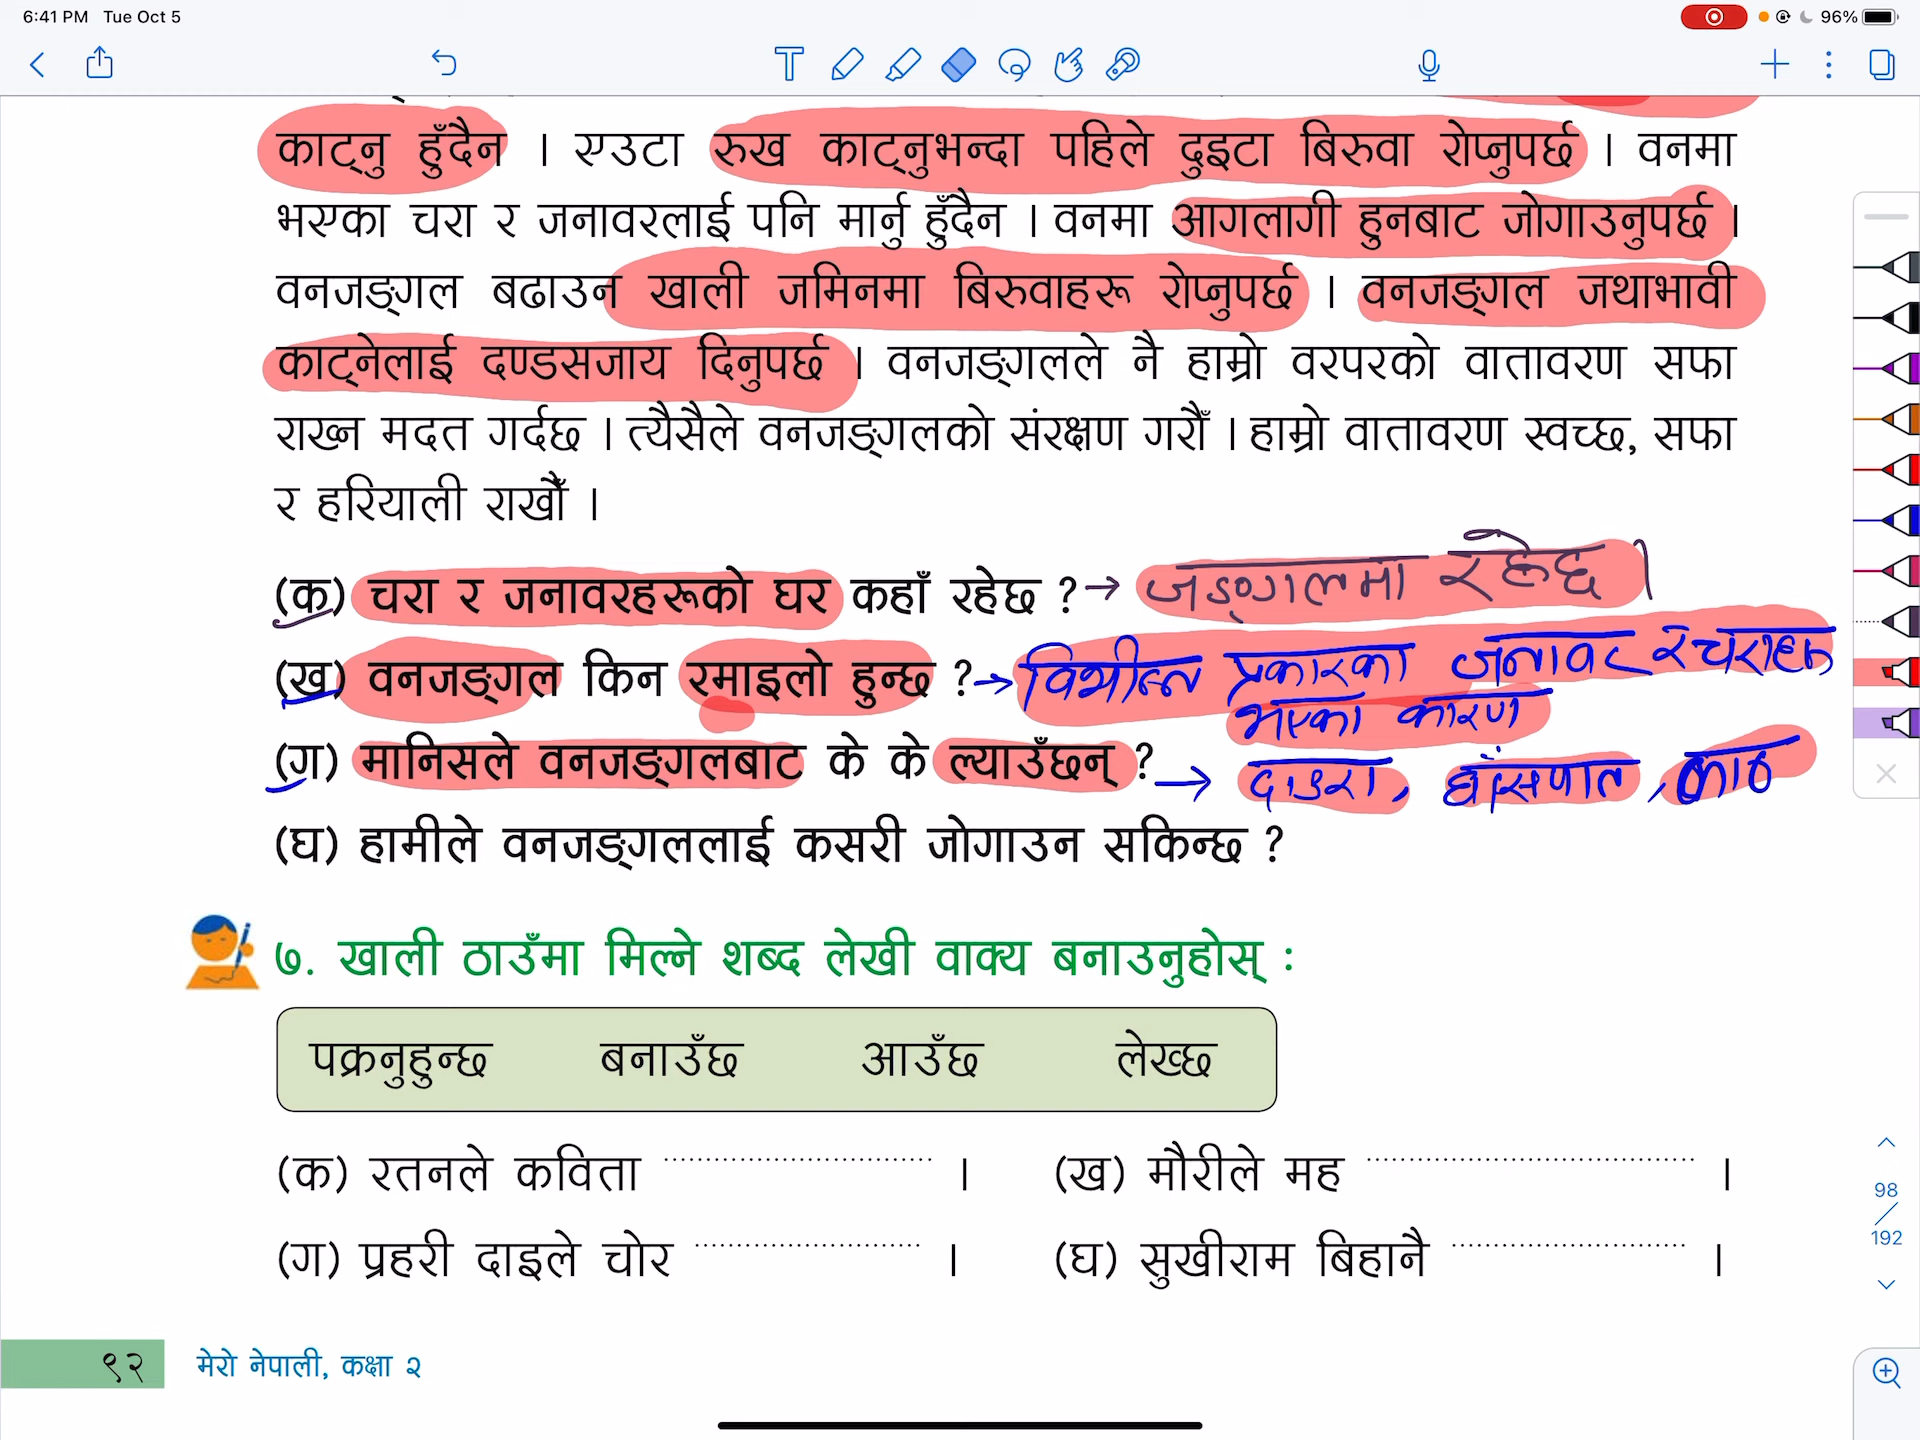 6:41 PM Tue Oct 5
96%
काट्नु हुँदैन । एउटा रुख काट्नुभन्दा पहिले दुइटा बिरुवा रोप्नुपर्छ । वनमा
भएका चरा र जनावरलाई पनि मार्नु हुँदैन । वनमा आगलागी हुनबाट जोगाउनुपर्छ ।
वनजङ्गल बढाउन खाली जमिनमा बिरुवाहरू रोप्नुपर्छ । वनजङ्गल जथाभावी
काट्नेलाई दण्डसजाय दिनुपर्छ । वनजङ्गलले नै हाम्रो वरपरको वातावरण सफा
राख्न मदत गर्दछ । त्यैसैले वनजङ्गलको संरक्षण गरौँ । हाम्रो वातावरण स्वच्छ, सफा
र हरियाली राखौँ ।
(क) चरा र जनावरहरूको घर कहाँ रहेछ ? → जङ्गलमा रहेछ ।
(ख) वनजङ्गल किन रमाइलो हुन्छ ? → विभीन्न प्रकारका जनावर र चराहरु
भएका कारण
(ग) मानिसले वनजङ्गलबाट के के ल्याउँछन् ? → दाउरा, घाँसपात, काठ
(घ) हामीले वनजङ्गललाई कसरी जोगाउन सकिन्छ ?
७. खाली ठाउँमा मिल्ने शब्द लेखी वाक्य बनाउनुहोस् :
पक्रनुहुन्छ बनाउँछ आउँछ लेख्छ
(क) रतनले कविता .............................. । (ख) मौरीले मह .................................... ।
(ग) प्रहरी दाइले चोर ......................... । (घ) सुखीराम बिहानै .......................... ।
98
/
192
९२ मेरो नेपाली, कक्षा २